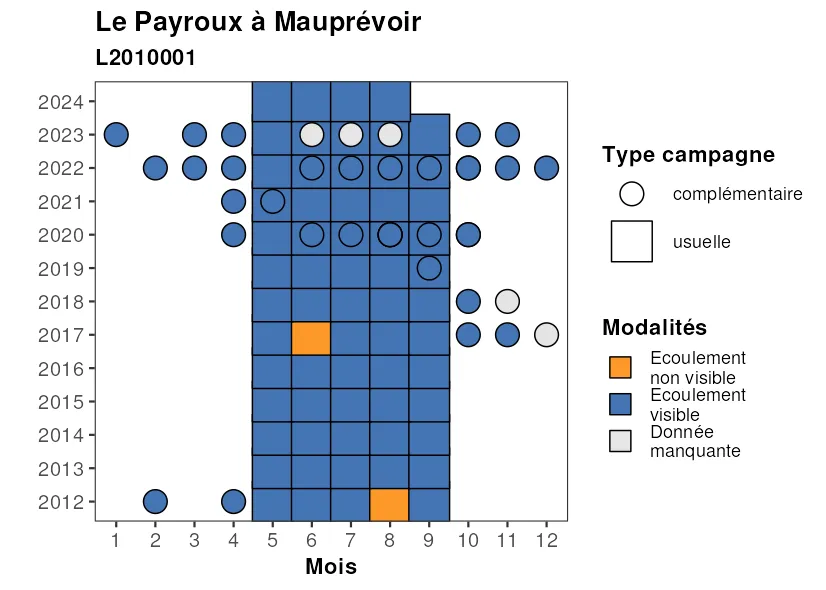 Le Payroux à Mauprévoir
L2010001
2024
2023
2022
2021
2020
2019
2018
2017
2016
2015
2014
2013
2012
1 2 3 4 5 6 7 8 9 10 11 12
Mois
Type campagne
complémentaire
usuelle
Modalités
Ecoulement
non visible
Ecoulement
visible
Donnée
manquante